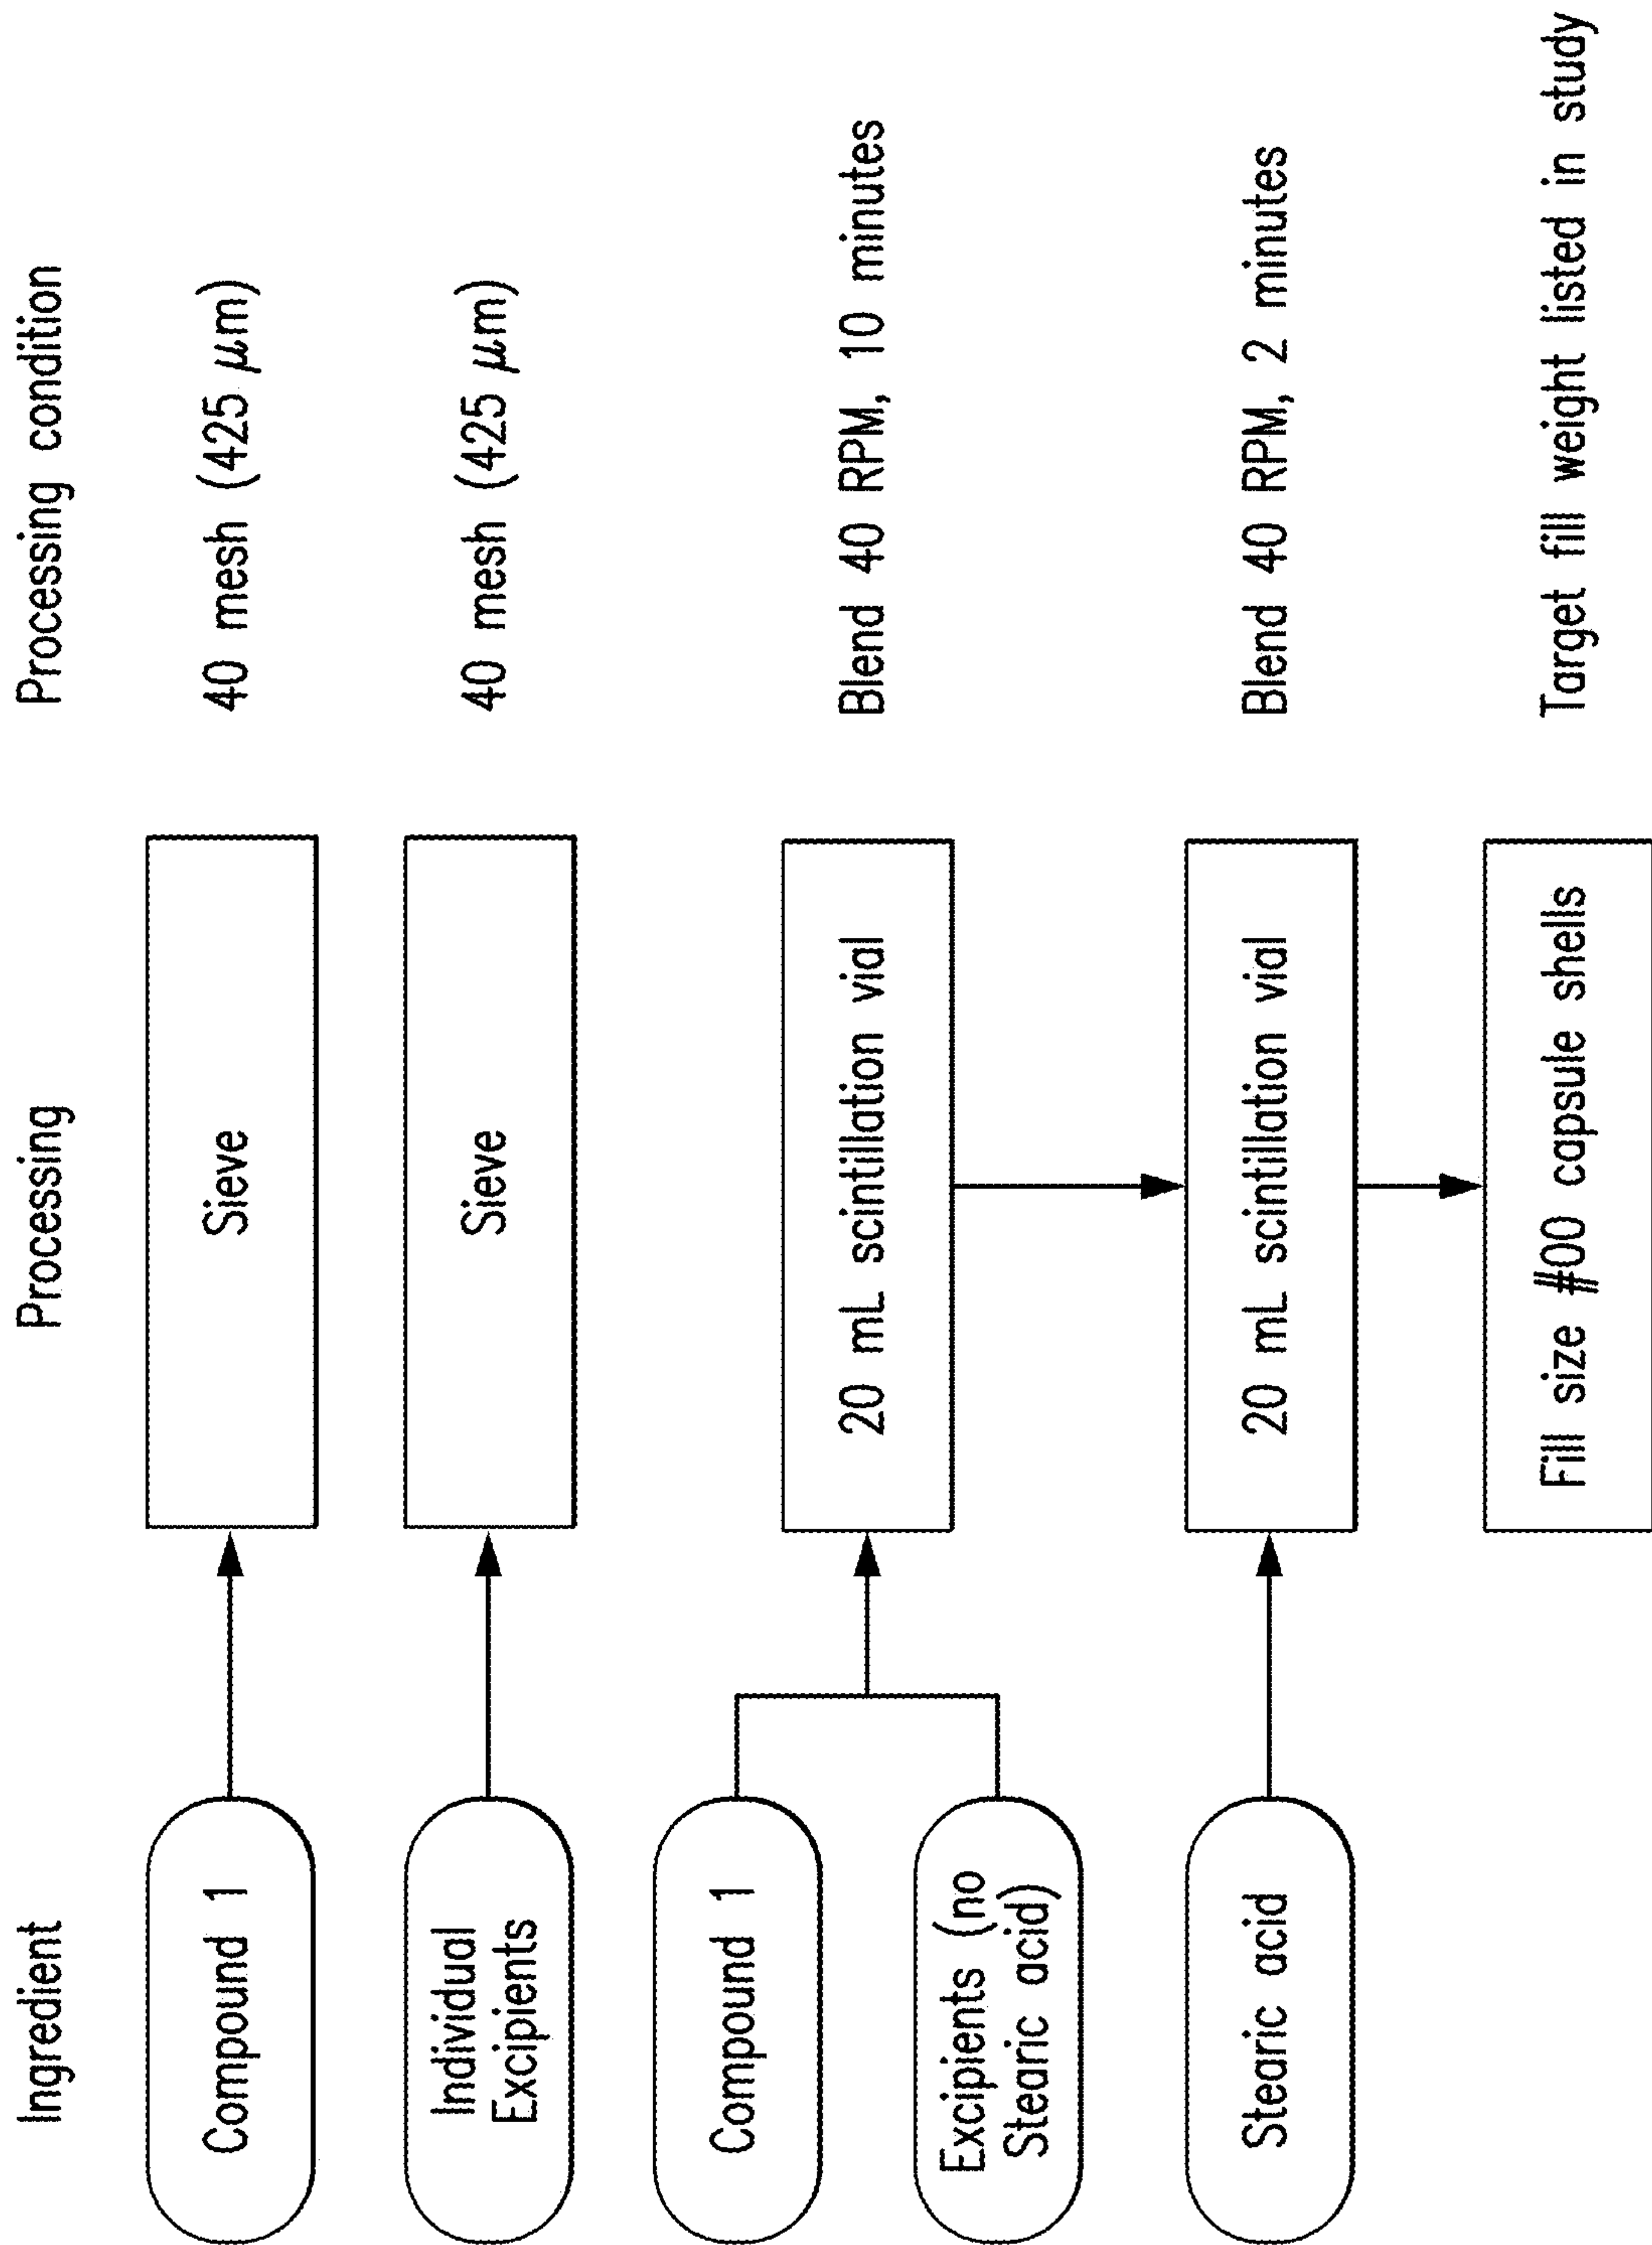 Ingredient
Processing
Processing condition
Compound 1
Sieve
40 mesh (425 μm)
Individual
Excipients
Sieve
40 mesh (425 μm)
Compound 1
Excipients (no
Stearic acid)
20 mL scintillation vial
Blend 40 RPM, 10 minutes
Stearic acid
20 mL scintillation vial
Blend 40 RPM, 2 minutes
Fill size #00 capsule shells
Target fill weight listed in study